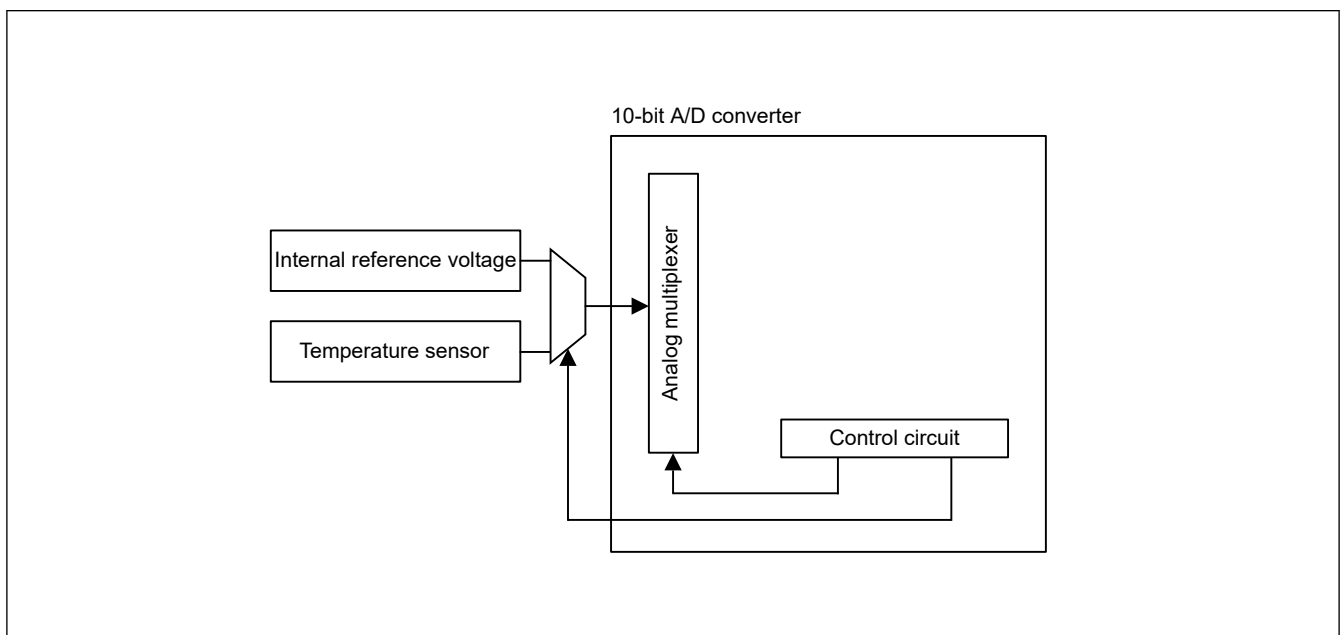 10-bit A/D converter
Internal reference voltage
Temperature sensor
Analog multiplexer
Control circuit